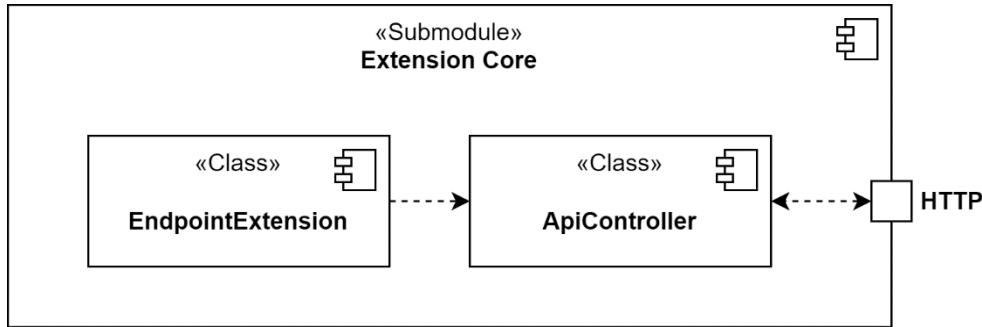 «Submodule»
Extension Core
«Class»
EndpointExtension
«Class»
ApiController
HTTP